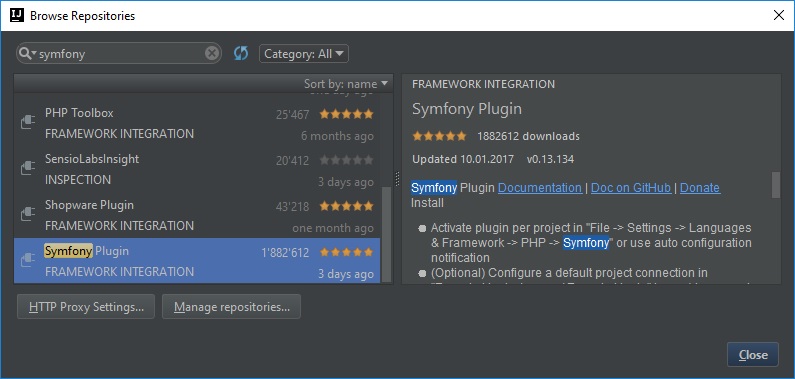 IJ Browse Repositories
symfony
Category: All
Sort by: name
one day ago
PHP Toolbox 25'467
FRAMEWORK INTEGRATION 6 months ago
SensioLabsInsight 20'412
INSPECTION 3 days ago
Shopware Plugin 43'218
FRAMEWORK INTEGRATION one month ago
Symfony Plugin 1'882'612
FRAMEWORK INTEGRATION 3 days ago
FRAMEWORK INTEGRATION
Symfony Plugin
1882612 downloads
Updated 10.01.2017 v0.13.134
Symfony Plugin Documentation | Doc on GitHub | Donate
Install
Activate plugin per project in "File -> Settings -> Languages
& Framework -> PHP -> Symfony" or use auto configuration
notification
(Optional) Configure a default project connection in
HTTP Proxy Settings...
Manage repositories...
Close